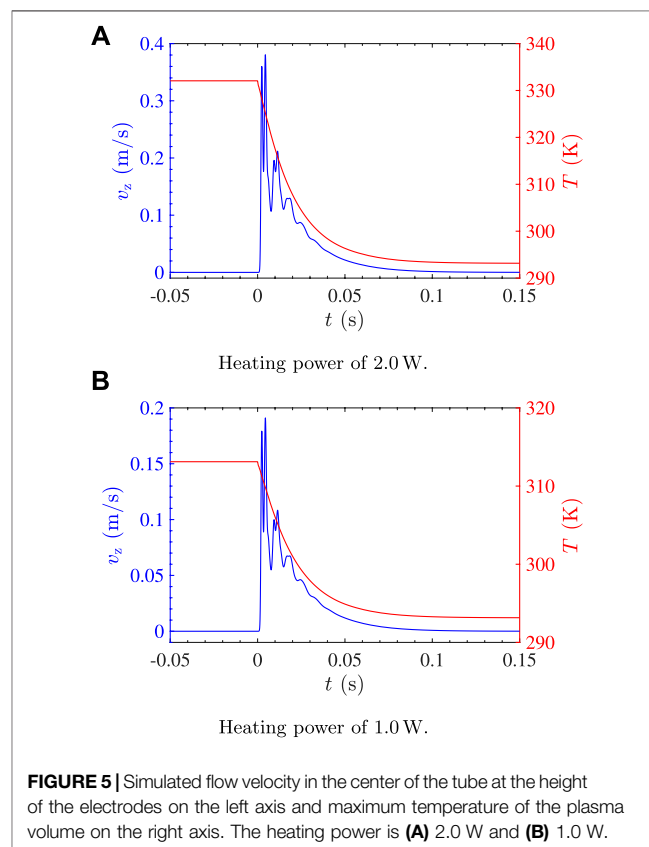 A
0.4
0.3
0.2
0.1
0
v_z (m/s)
340
330
320
310
300
290
T (K)
-0.05 0 0.05 0.1 0.15
t (s)
Heating power of 2.0 W.
B
0.2
0.15
0.1
0.05
0
v_z (m/s)
320
310
300
290
T (K)
-0.05 0 0.05 0.1 0.15
t (s)
Heating power of 1.0 W.
FIGURE 5 | Simulated flow velocity in the center of the tube at the height
of the electrodes on the left axis and maximum temperature of the plasma
volume on the right axis. The heating power is (A) 2.0 W and (B) 1.0 W.